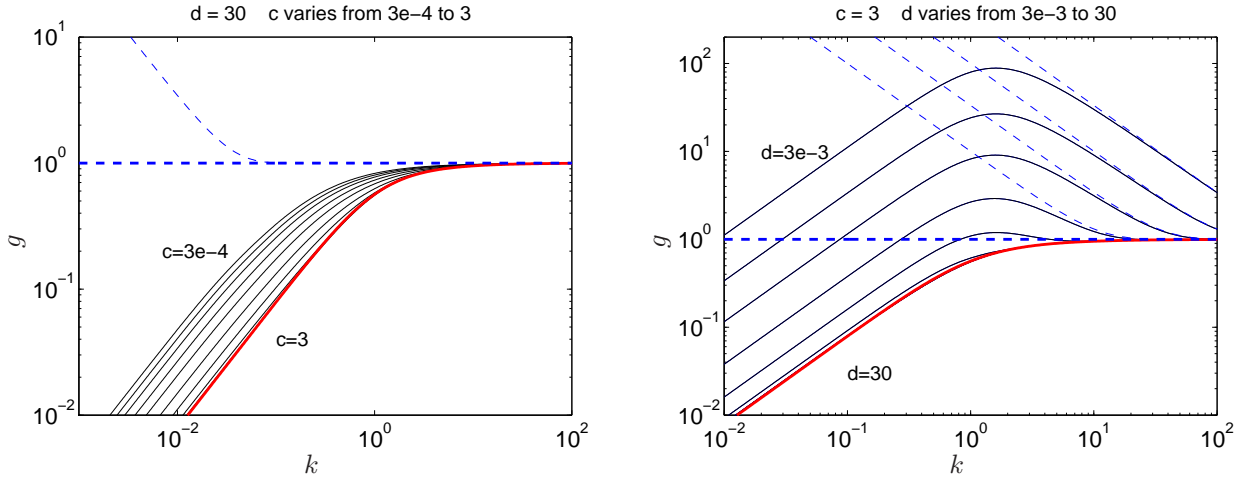 d = 30 c varies from 3e−4 to 3
10^1
10^0
10^−1
10^−2
g
c=3e−4
c=3
10^−2
10^0
10^2
k
c = 3 d varies from 3e−3 to 30
10^2
10^1
10^0
10^−1
10^−2
g
d=3e−3
d=30
10^−2
10^−1
10^0
10^1
10^2
k